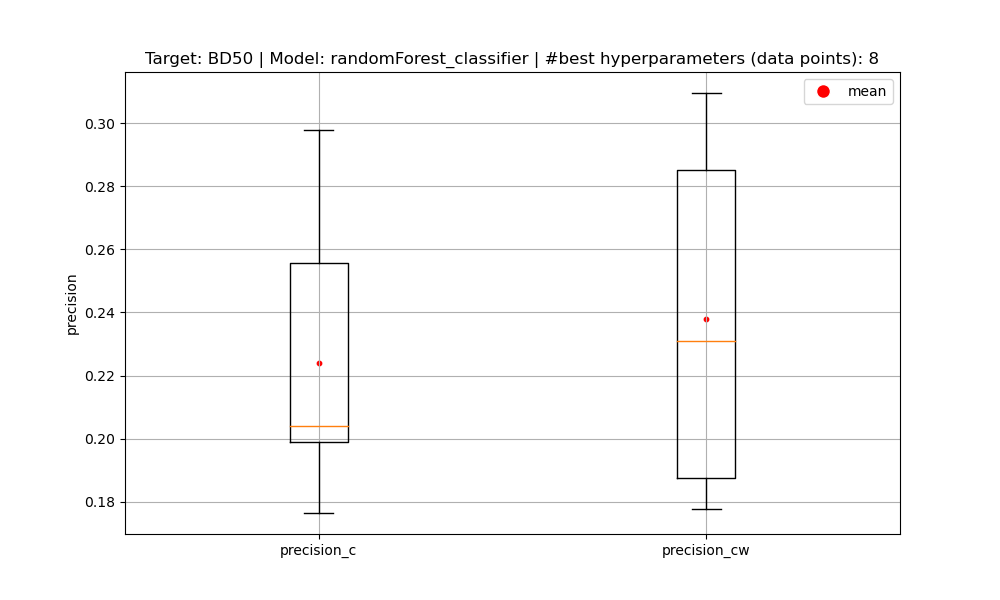 Target: BD50 | Model: randomForest_classifier | #best hyperparameters (data points): 8
mean
0.30
0.28
0.26
0.24
0.22
0.20
0.18
precision
precision_c
precision_cw